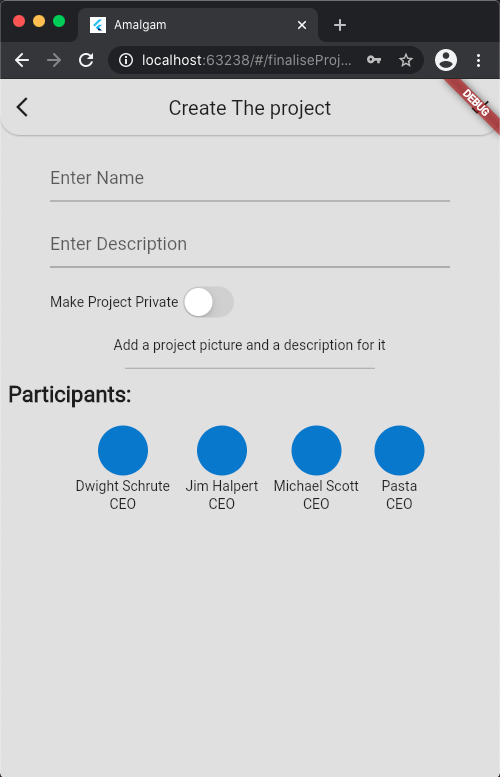 Amalgam
localhost:63238/#/finaliseProj...
Create The project
DEBUG
Enter Name
Enter Description
Make Project Private
Add a project picture and a description for it
Participants:
Dwight Schrute Jim Halpert Michael Scott Pasta
CEO CEO CEO CEO